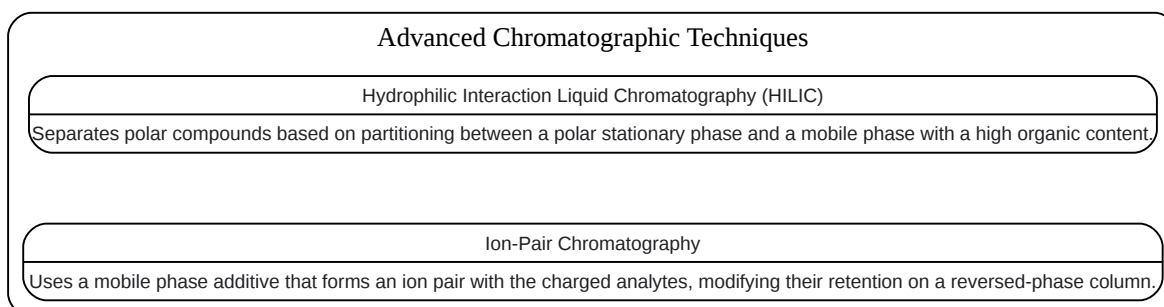 Advanced Chromatographic Techniques
Hydrophilic Interaction Liquid Chromatography (HILIC)
Separates polar compounds based on partitioning between a polar stationary phase and a mobile phase with a high organic content.
Ion-Pair Chromatography
Uses a mobile phase additive that forms an ion pair with the charged analytes, modifying their retention on a reversed-phase column.